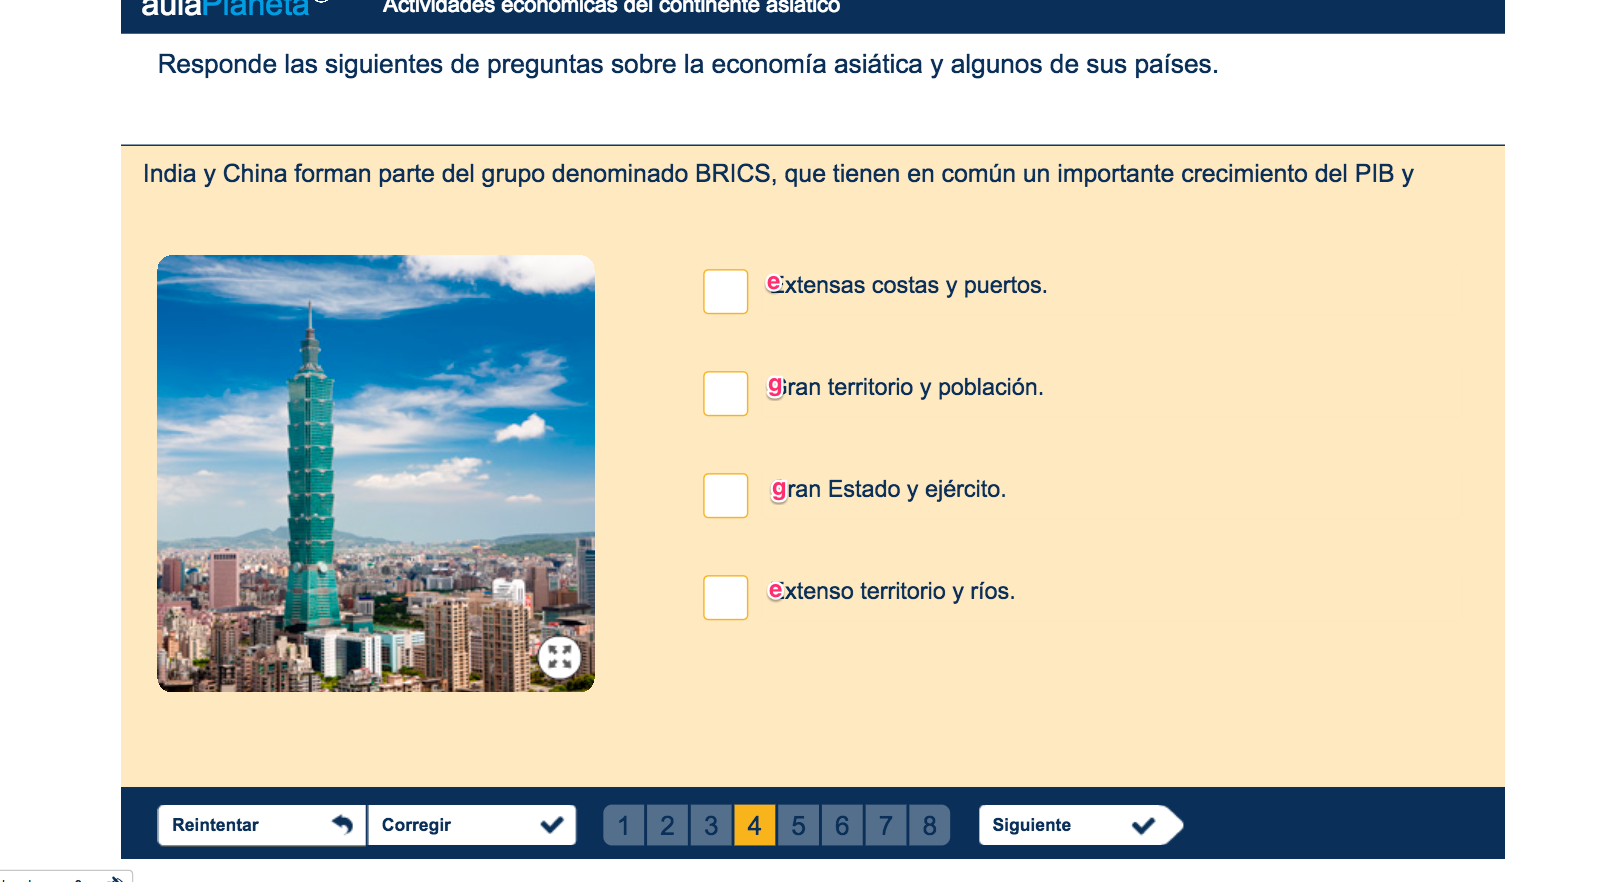 aulaPlaneta
Actividades económicas del continente asiático
Responde las siguientes de preguntas sobre la economía asiática y algunos de sus países.
India y China forman parte del grupo denominado BRICS, que tienen en común un importante crecimiento del PIB y
extensas costas y puertos.
gran territorio y población.
gran Estado y ejército.
extenso territorio y ríos.
Reintentar
Corregir
1 2 3 4 5 6 7 8
Siguiente